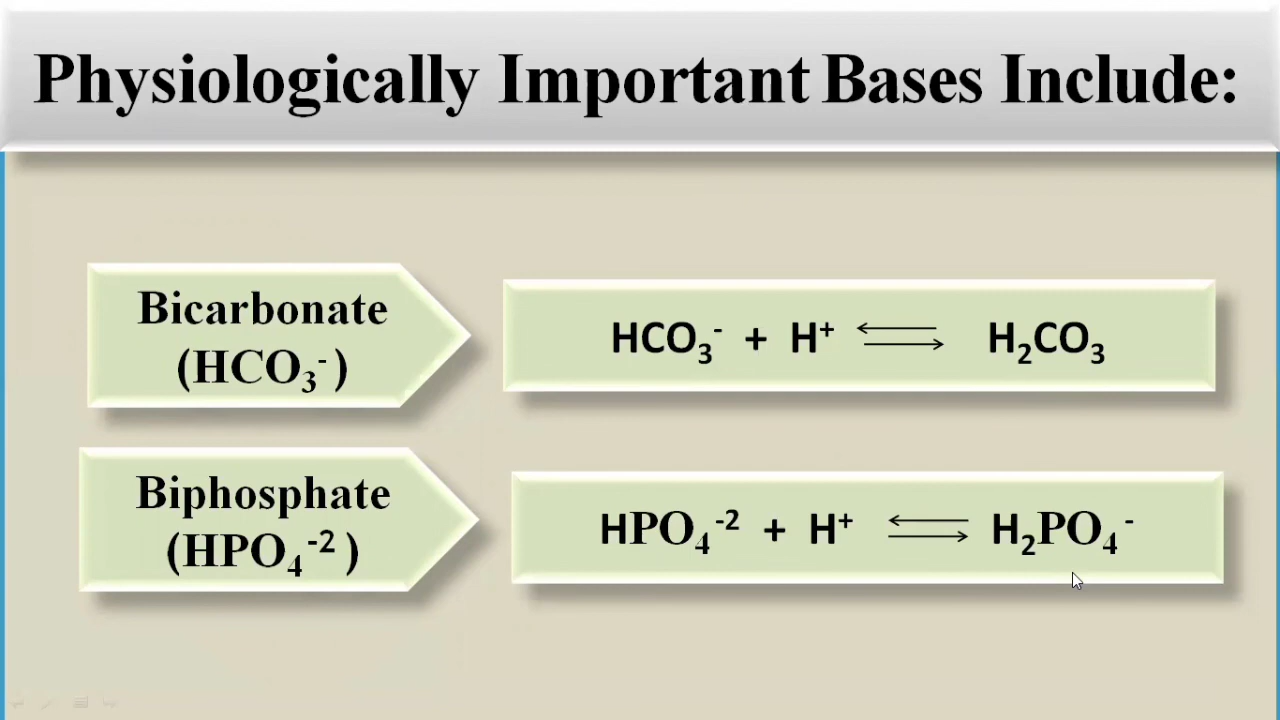 Physiologically Important Bases Include:
Bicarbonate
(HCO₃⁻)
HCO₃⁻ + H⁺ ⇌ H₂CO₃
Biphosphate
(HPO₄⁻²)
HPO₄⁻² + H⁺ ⇌ H₂PO₄⁻